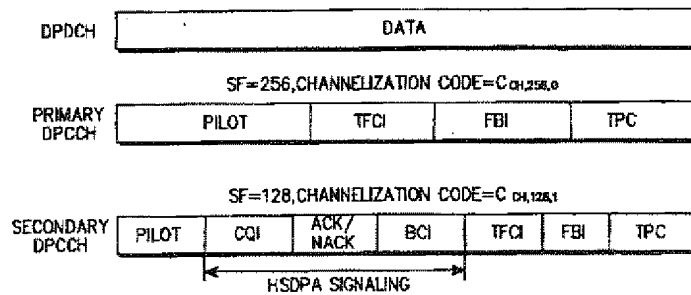 DPDCH DATA
SF=256,CHANNELIZATION CODE=C CH,256,0
PRIMARY DPCCH PILOT TFCI FBI TPC
SF=128,CHANNELIZATION CODE=C CH,128,1
SECONDARY DPCCH PILOT CQI ACK/NACK BCI TFCI FBI TPC
HSDPA SIGNALING